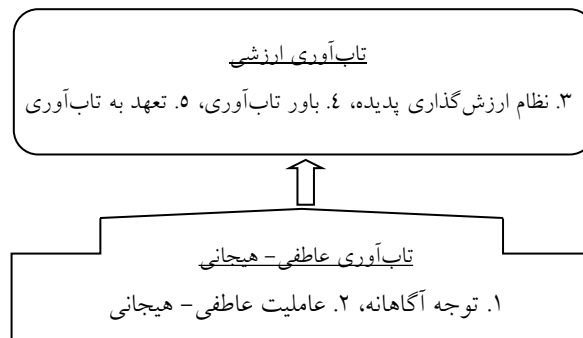 تاب‌آوری ارزشی
۳. نظام ارزش‌گذاری پدیده، ٤. باور تاب‌آوری، ٥. تعهد به تاب‌آوری
تاب‌آوری عاطفی- هیجانی
۱. توجه آگاهانه، ۲. عاملیت عاطفی- هیجانی